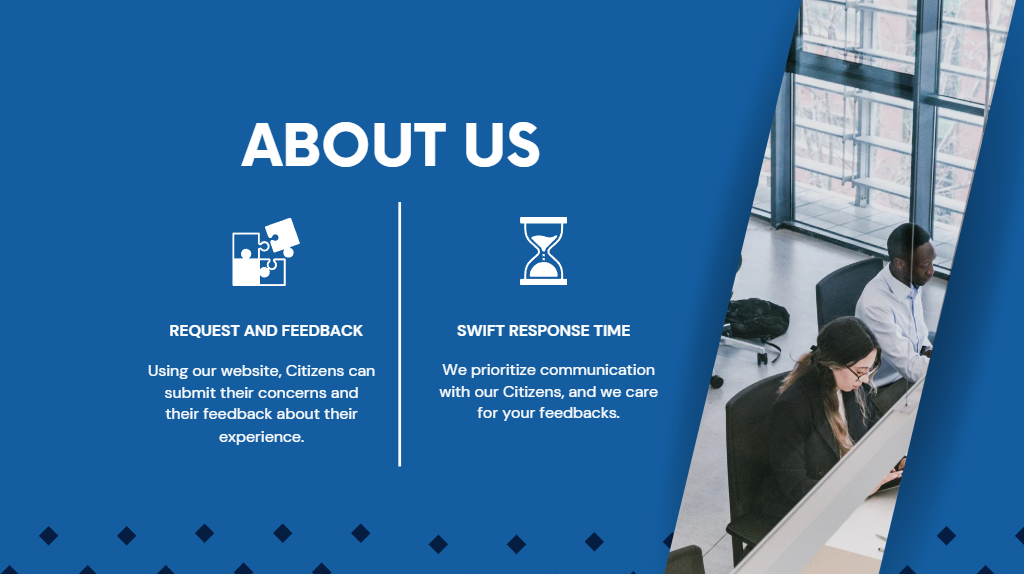 ABOUT US
REQUEST AND FEEDBACK
Using our website, Citizens can
submit their concerns and
their feedback about their
experience.
SWIFT RESPONSE TIME
We prioritize communication
with our Citizens, and we care
for your feedbacks.